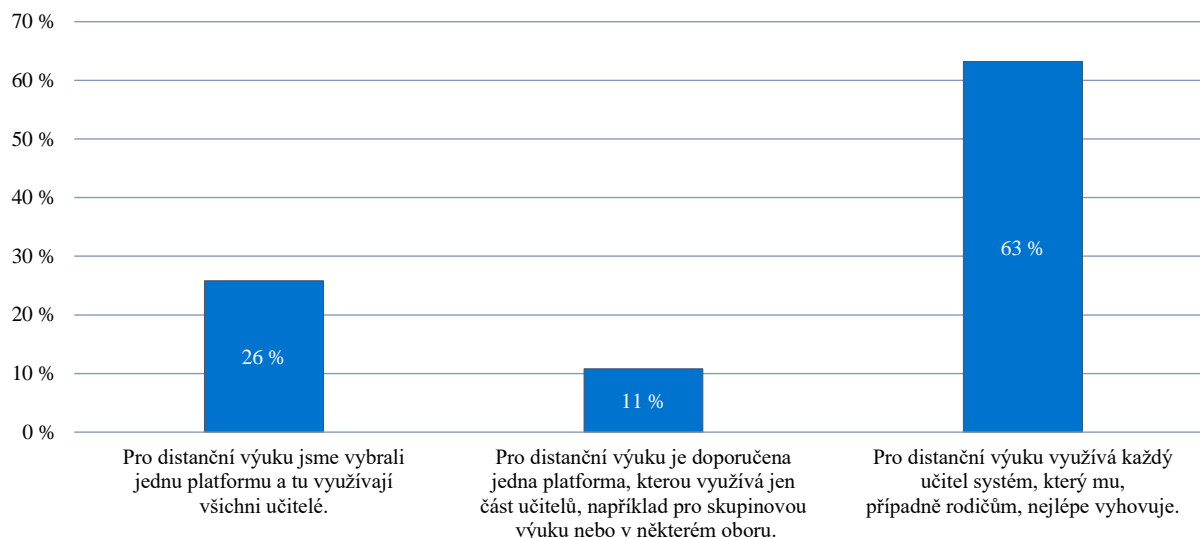 70 %
60 %
50 %
40 %
30 %
20 %
10 %
0 %
26 %
11 %
63 %
Pro distanční výuku jsme vybrali
jednu platformu a tu využívají
všichni učitelé.
Pro distanční výuku je doporučena
jedna platforma, kterou využívá jen
část učitelů, například pro skupinovou
výuku nebo v některém oboru.
Pro distanční výuku využívá každý
učitel systém, který mu,
případně rodičům, nejlépe vyhovuje.